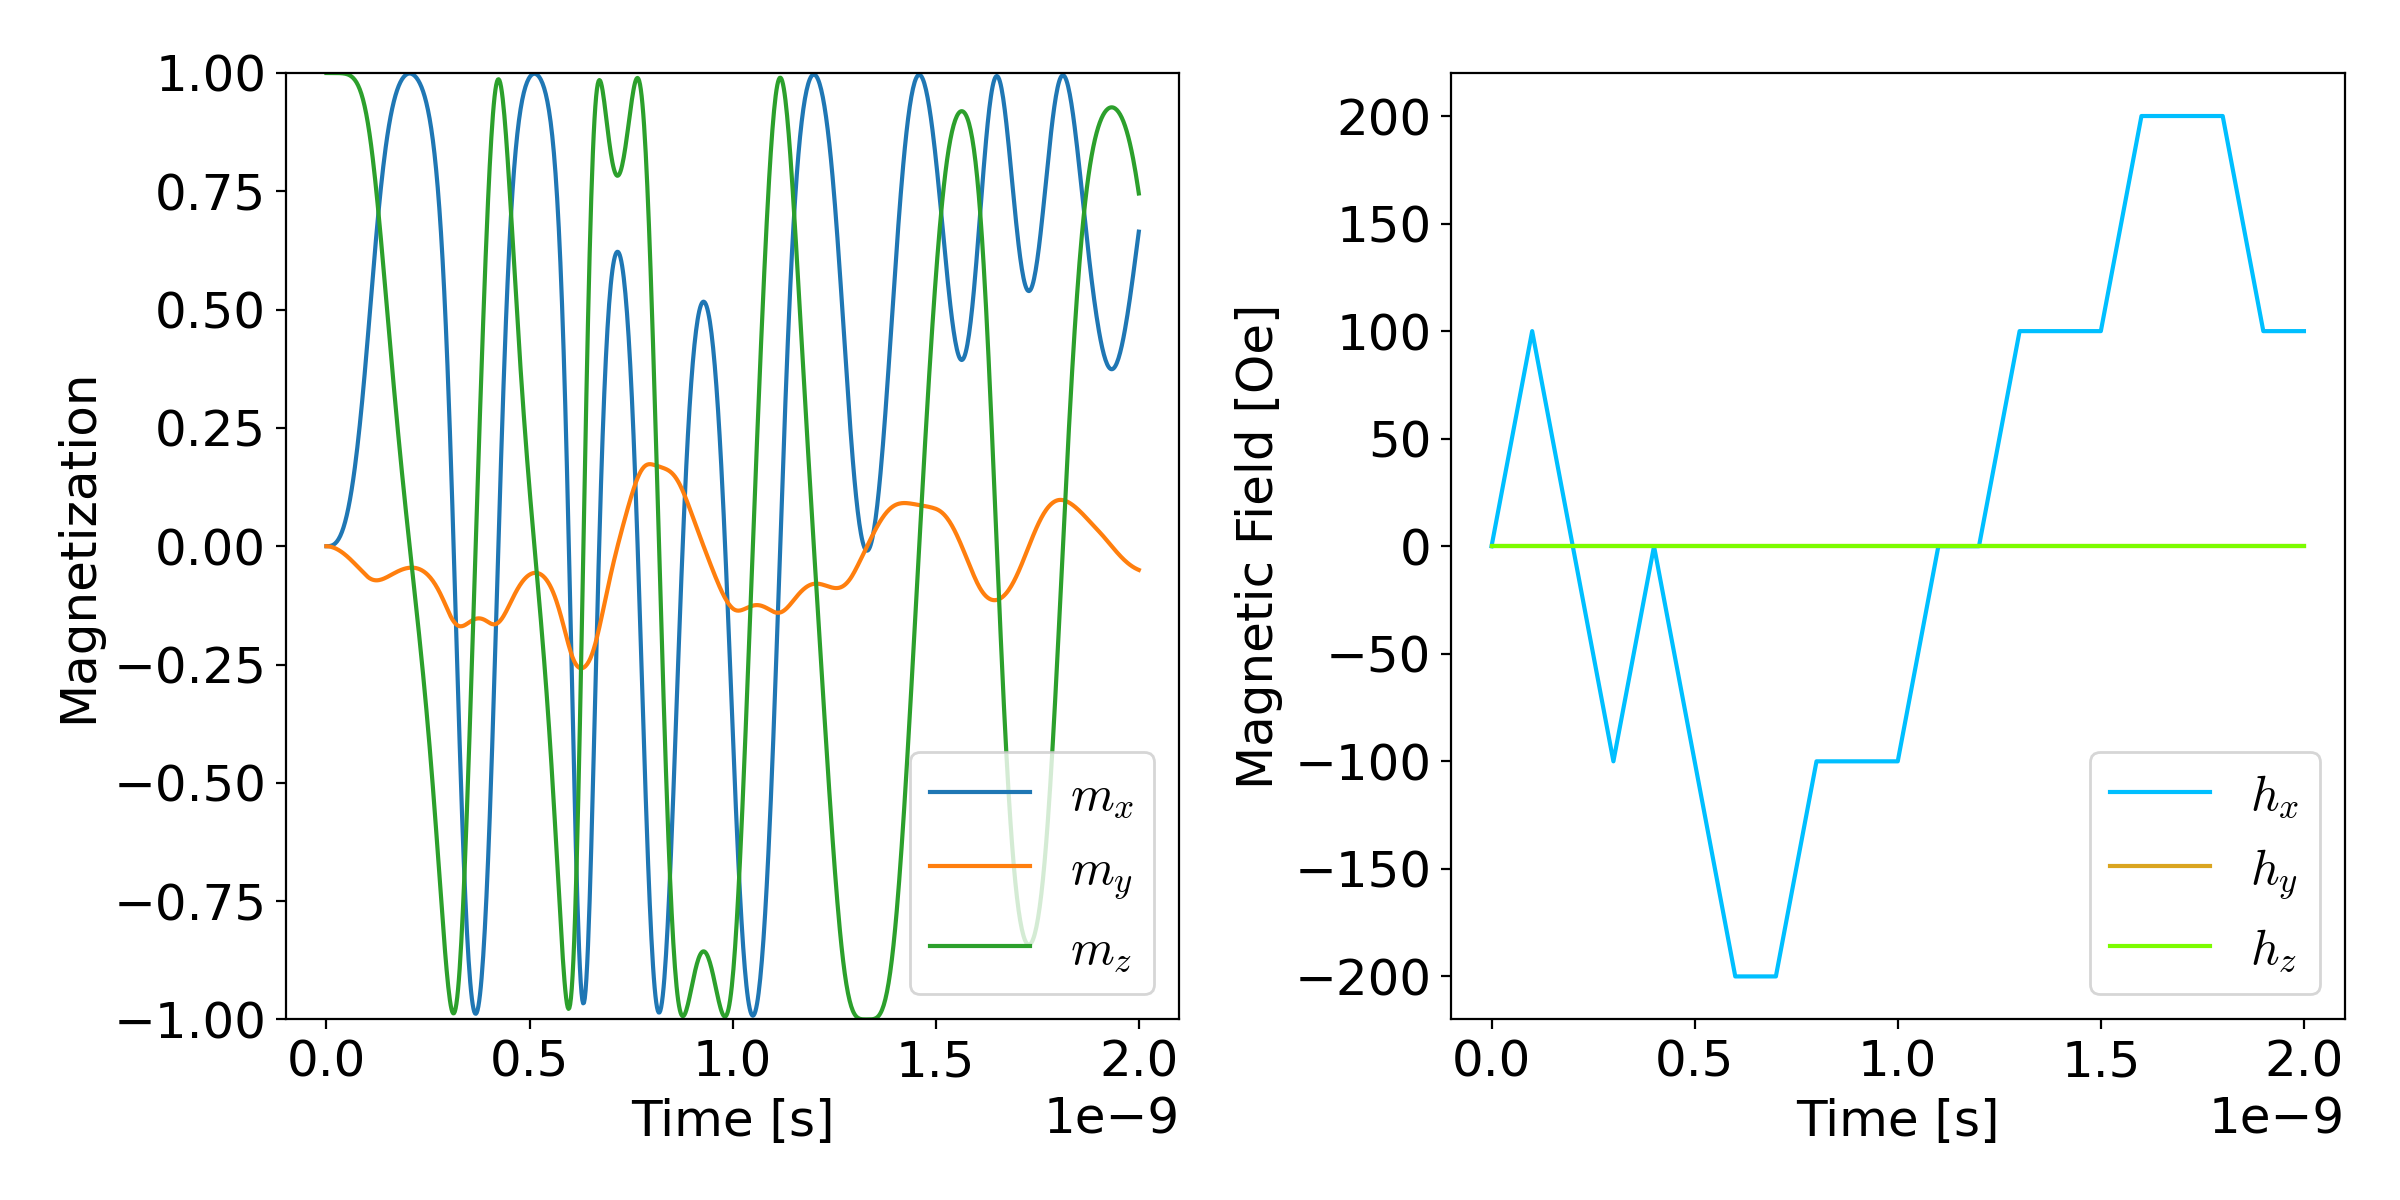 Magnetization
1.00
0.75
0.50
0.25
0.00
−0.25
−0.50
−0.75
−1.00
0.0 0.5 1.0 1.5 2.0
Time [s]
1e−9
m_x
m_y
m_z
Magnetic Field [Oe]
200
150
100
50
0
−50
−100
−150
−200
0.0 0.5 1.0 1.5 2.0
Time [s]
1e−9
h_x
h_y
h_z